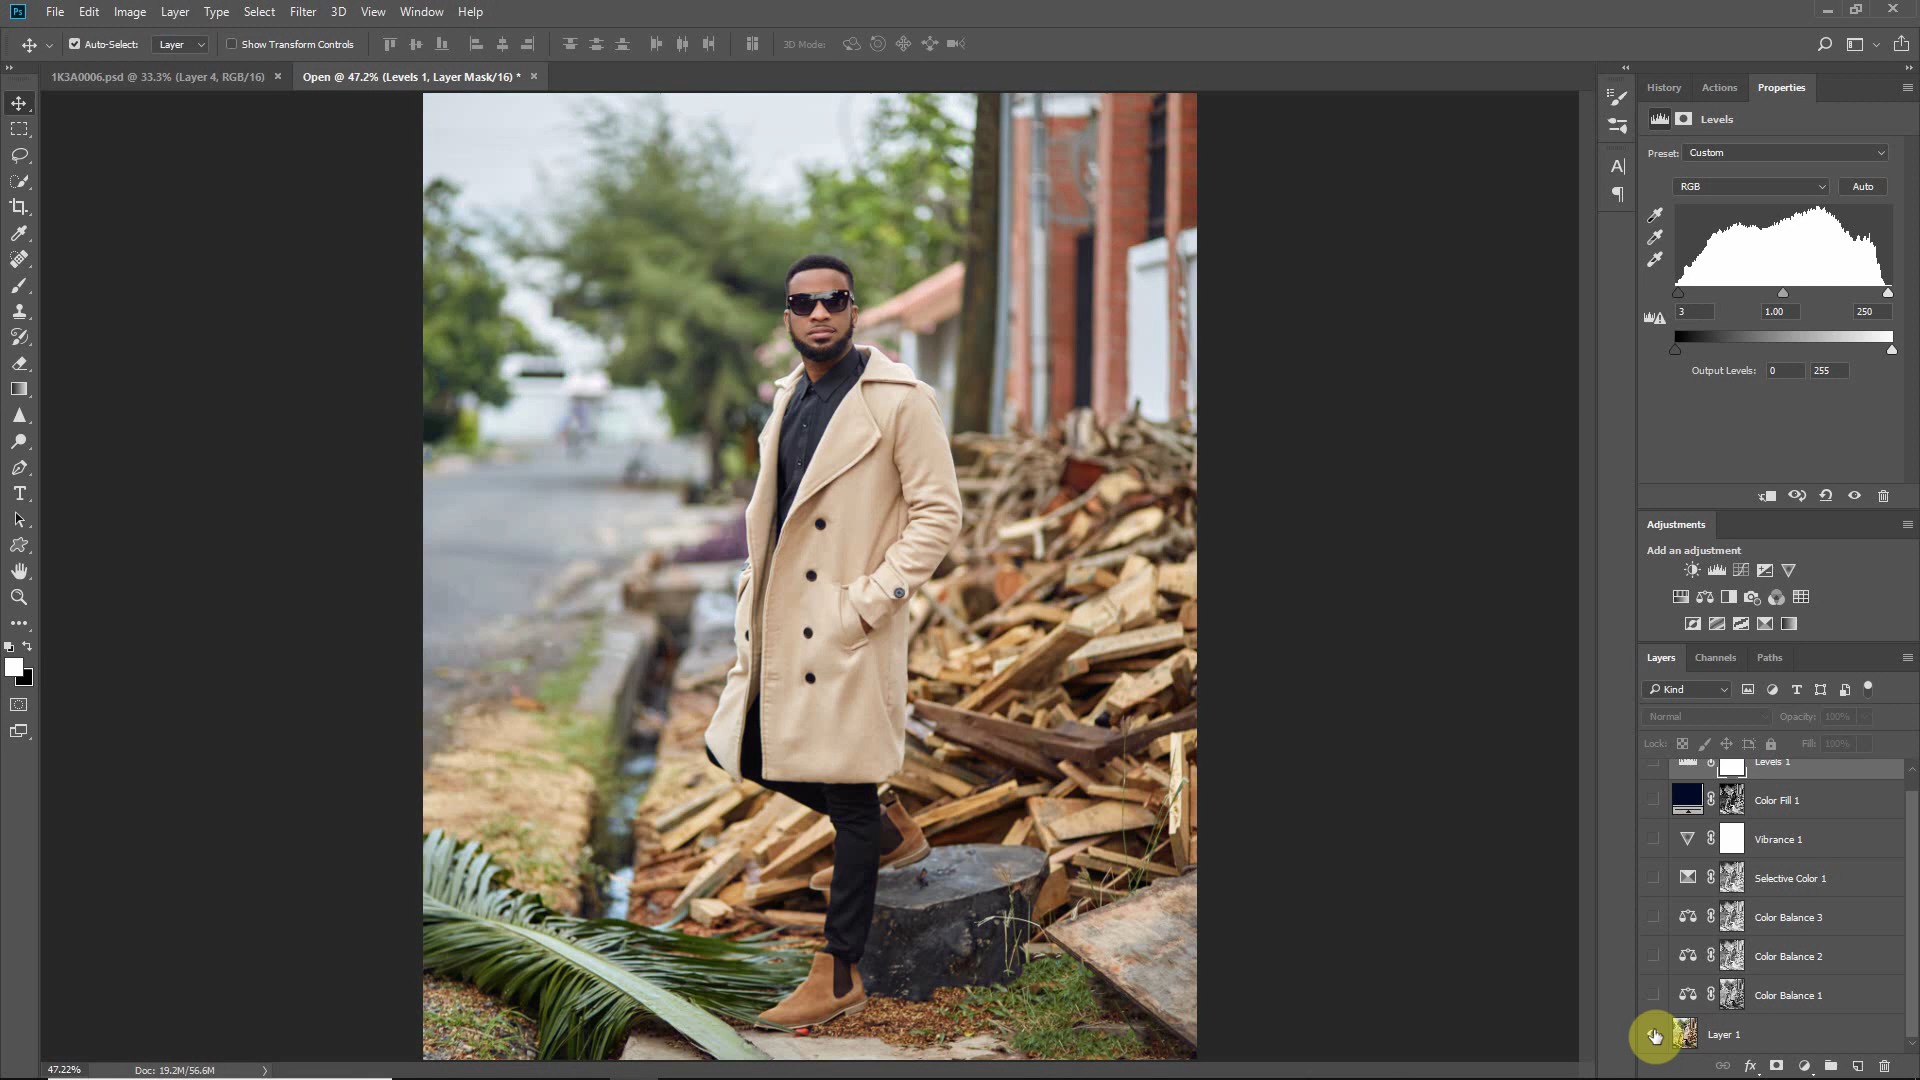 Ps File Edit Image Layer Type Select Filter 3D View Window Help
Auto-Select: Layer Show Transform Controls 3D Mode:
1K3A0006.psd @ 33.3% (Layer 4, RGB/16) × Open @ 47.2% (Levels 1, Layer Mask/16) * ×
History Actions Properties
Levels
Preset: Custom
RGB Auto
3 1.00 250
Output Levels: 0 255
Adjustments
Add an adjustment
Layers Channels Paths
Kind
Normal Opacity: 100%
Lock: Fill: 100%
Levels 1
Color Fill 1
Vibrance 1
Selective Color 1
Color Balance 3
Color Balance 2
Color Balance 1
Layer 1
47.22% Doc: 19.2M/56.6M